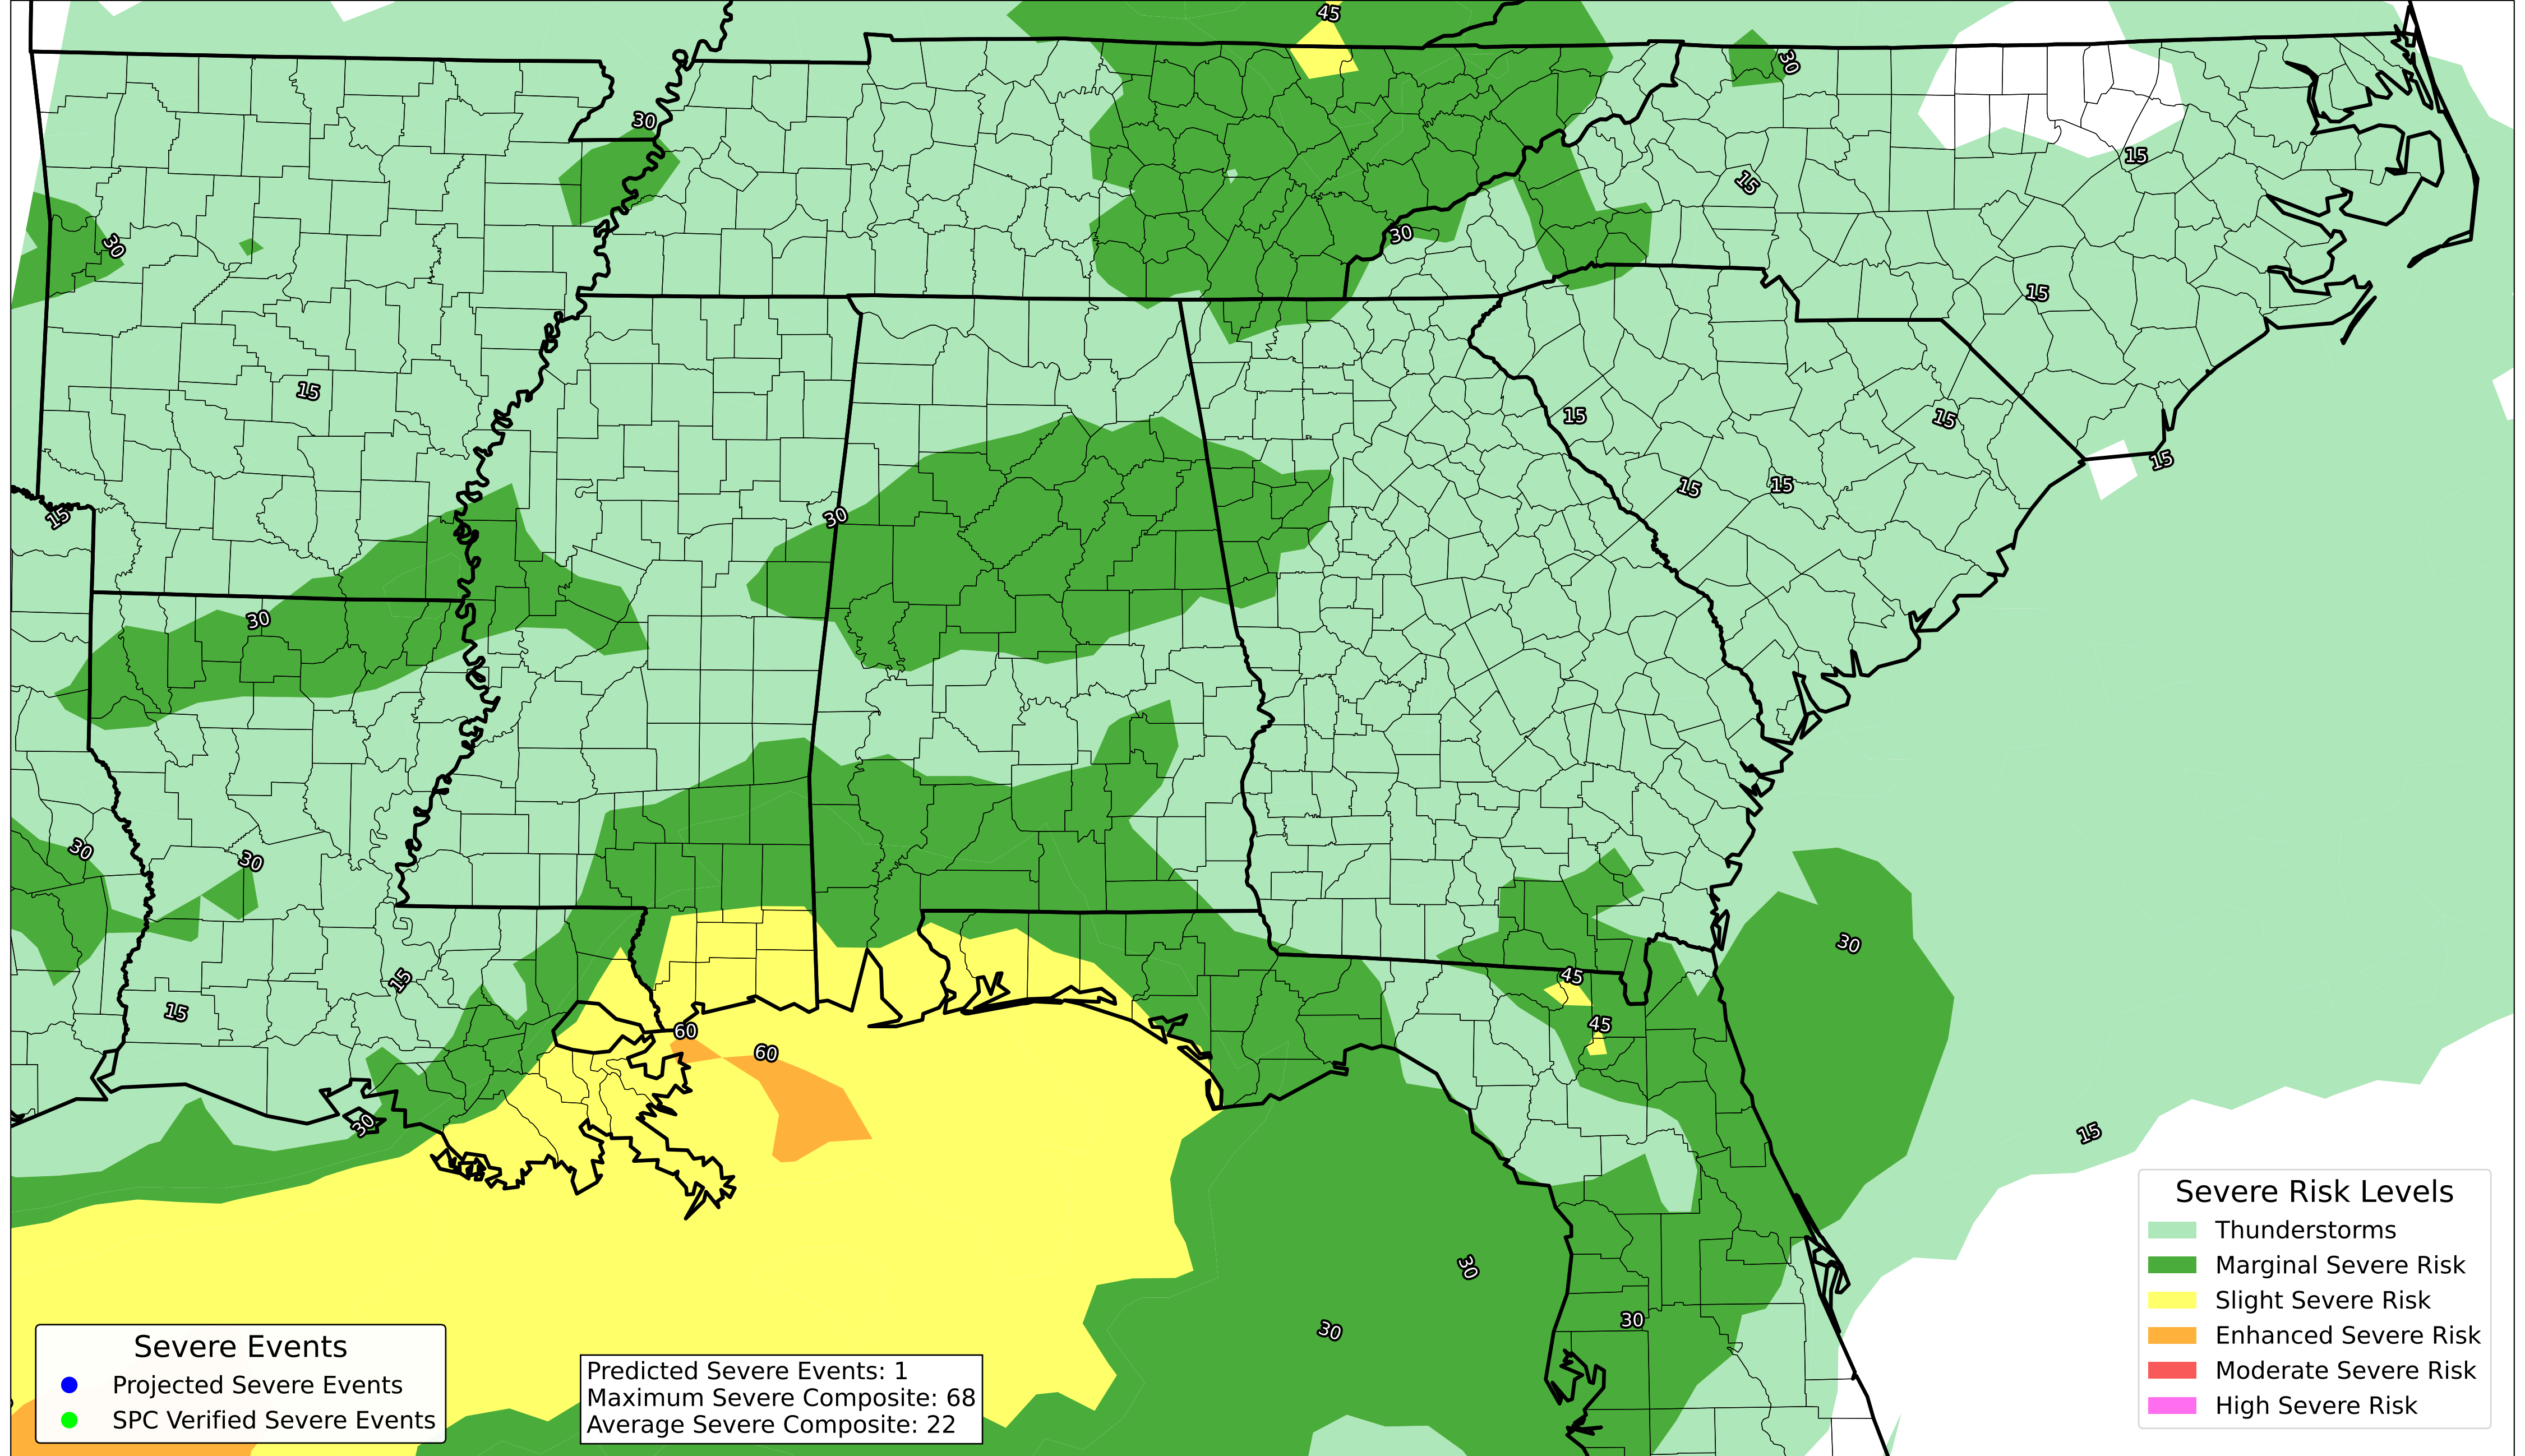 45
30
30
15
15
30
30
15
15
15
15
15
15
15
30
15
30
30
30
30
15
45
15
45
60
60
30
15
30
30
30
Severe Risk Levels
Thunderstorms
Marginal Severe Risk
Slight Severe Risk
Enhanced Severe Risk
Moderate Severe Risk
High Severe Risk
Severe Events
Projected Severe Events
SPC Verified Severe Events
Predicted Severe Events: 1
Maximum Severe Composite: 68
Average Severe Composite: 22